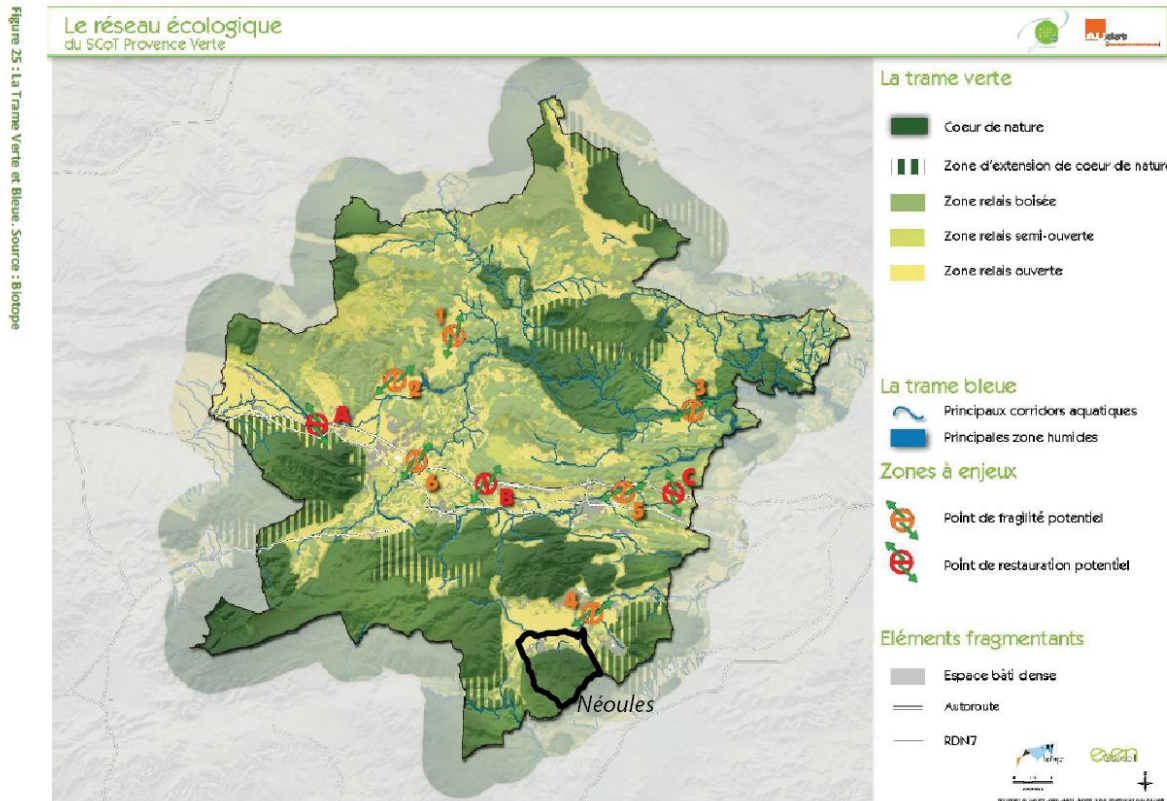 Figure 25 : La Trame Verte et Bleue. Source : Biotope
Le réseau écologique
du SCoT Provence Verte
La trame verte
Coeur de nature
Zone d'extension de coeur de nature
Zone relais boisée
Zone relais semi-ouverte
Zone relais ouverte
La trame bleue
Principaux corridors aquatiques
Principales zone humides
Zones à enjeux
Point de fragilité potentiel
Point de restauration potentiel
Eléments fragmentants
Espace bâti dense
Autoroute
RDN7
1
2
3
A
6
B
5
C
4
Néoules